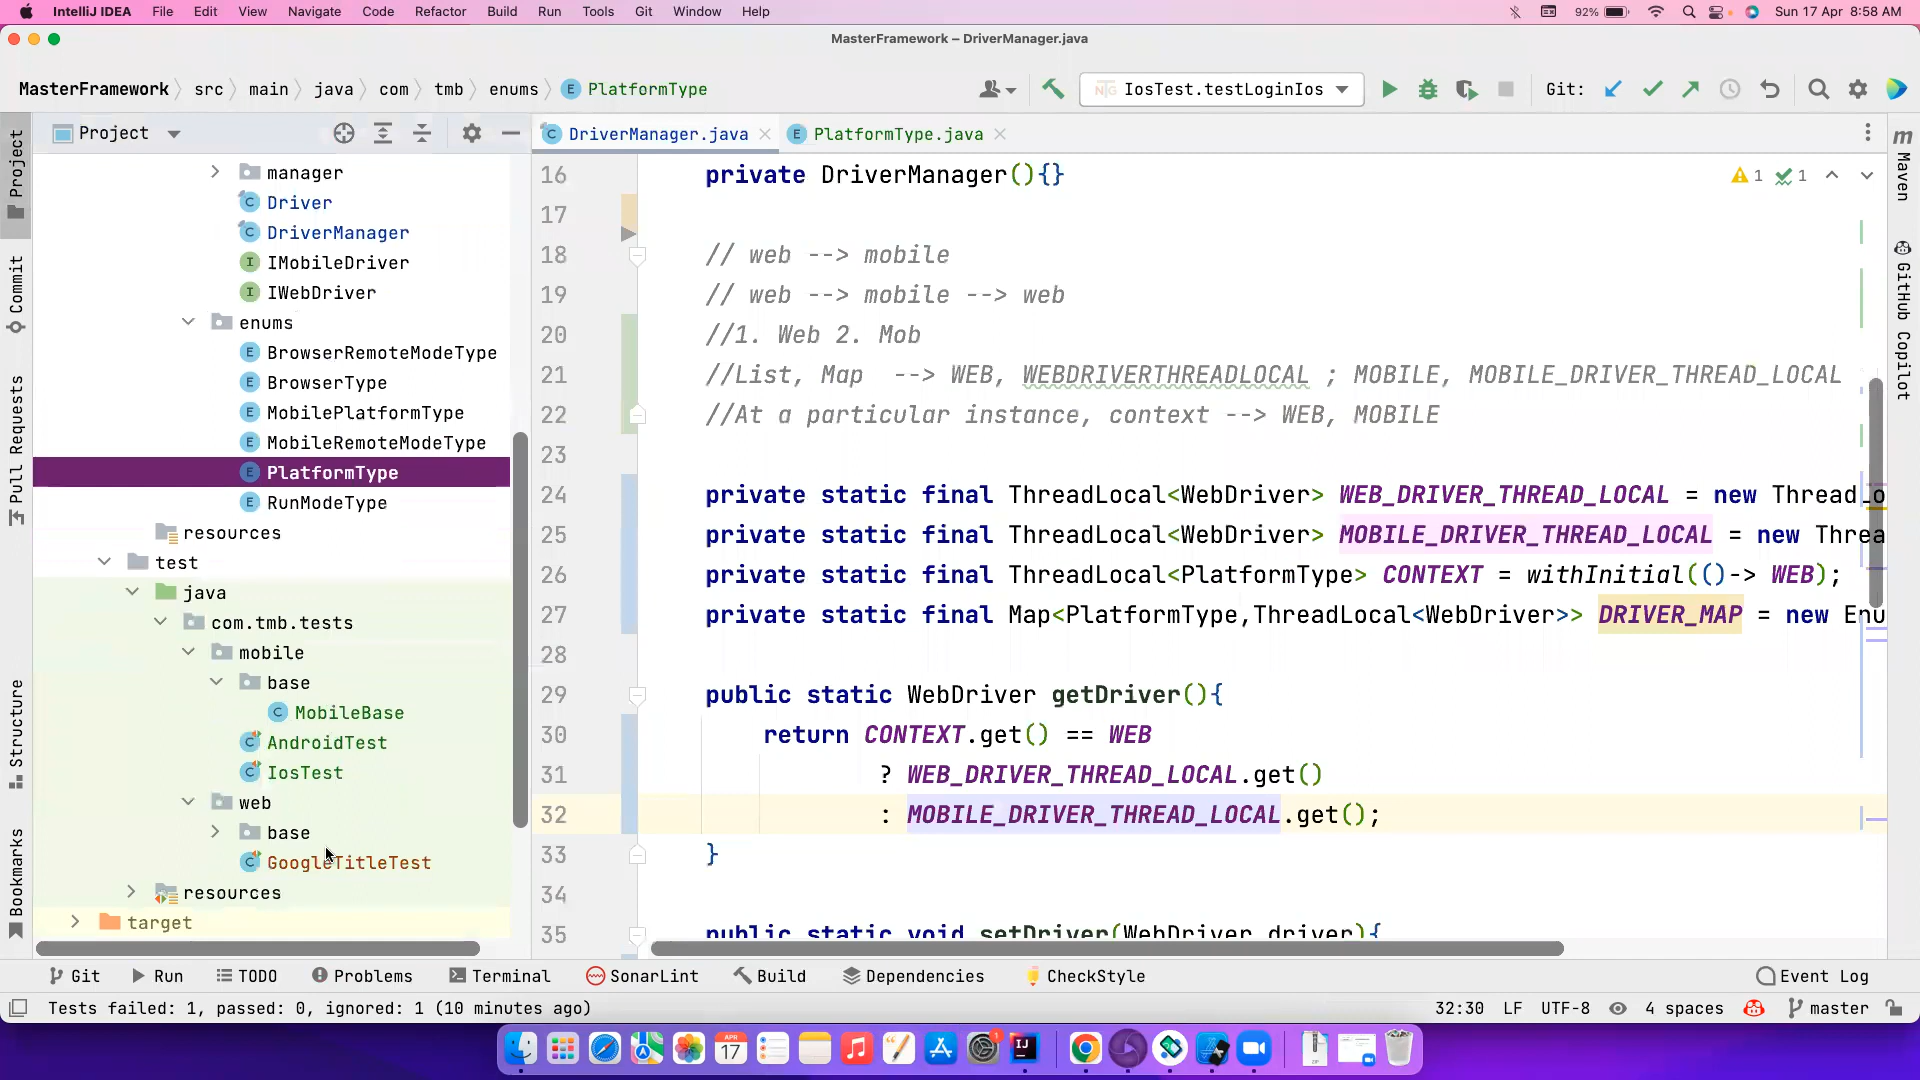 IntelliJ IDEA File Edit View Navigate Code Refactor Build Run Tools Git Window Help 92% Sun 17 Apr 8:58 AM
MasterFramework – DriverManager.java
MasterFramework src main java com tmb enums E PlatformType IosTest.testLoginIos Git:
Project DriverManager.java PlatformType.java
manager
Driver
DriverManager
IMobileDriver
IWebDriver
enums
BrowserRemoteModeType
BrowserType
MobilePlatformType
MobileRemoteModeType
PlatformType
RunModeType
resources
test
java
com.tmb.tests
mobile
base
MobileBase
AndroidTest
IosTest
web
base
GoogleTitleTest
resources
target
16 private DriverManager(){}
17
18 // web --> mobile
19 // web --> mobile --> web
20 //1. Web 2. Mob
21 //List, Map --> WEB, WEBDRIVERTHREADLOCAL ; MOBILE, MOBILE_DRIVER_THREAD_LOCAL
22 //At a particular instance, context --> WEB, MOBILE
23
24 private static final ThreadLocal<WebDriver> WEB_DRIVER_THREAD_LOCAL = new ThreadLo
25 private static final ThreadLocal<WebDriver> MOBILE_DRIVER_THREAD_LOCAL = new Threa
26 private static final ThreadLocal<PlatformType> CONTEXT = withInitial(()-> WEB);
27 private static final Map<PlatformType,ThreadLocal<WebDriver>> DRIVER_MAP = new Enu
28
29 public static WebDriver getDriver(){
30 return CONTEXT.get() == WEB
31 ? WEB_DRIVER_THREAD_LOCAL.get()
32 : MOBILE_DRIVER_THREAD_LOCAL.get();
33 }
34
35 public static void setDriver(WebDriver driver){
1 1
Project
Commit
Pull Requests
Structure
Bookmarks
m Maven
GitHub Copilot
Git Run TODO Problems Terminal SonarLint Build Dependencies CheckStyle Event Log
Tests failed: 1, passed: 0, ignored: 1 (10 minutes ago) 32:30 LF UTF-8 4 spaces master
APR
17
1
IJ